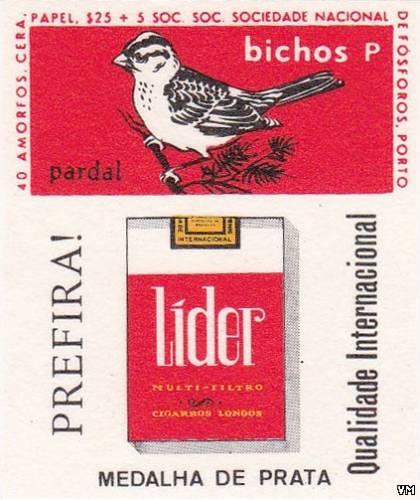 40 AMORFOS, CERA, PAPEL, $25 + 5 SOC. SOC. SOCIEDADE NACIONAL DE FOSFOROS, PORTO
bichos P
pardal
PREFIRA!
INTERNACIONAL
Líder
MULTI-FILTRO
CIGARROS LONGOS
Qualidade Internacional
MEDALHA DE PRATA
VM